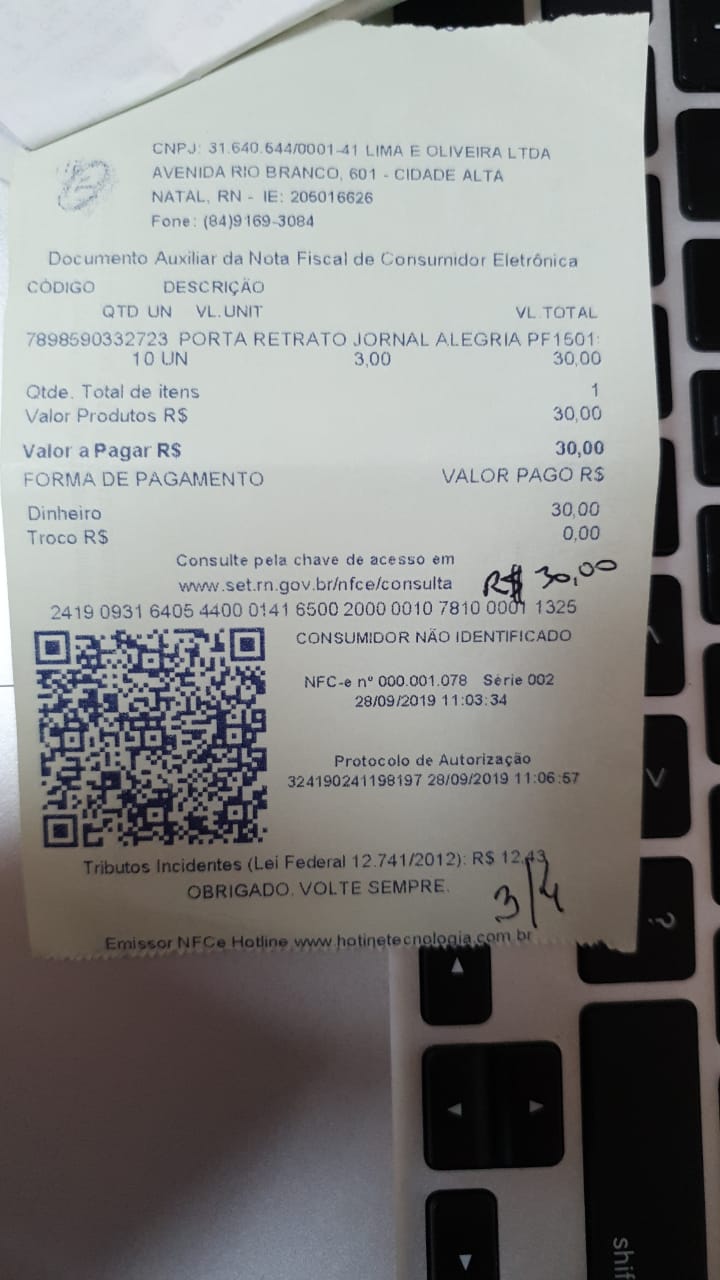 CNPJ: 31.640.544/0001-41 LIMA E OLIVEIRA LTDA
AVENIDA RIO BRANCO, 601 - CIDADE ALTA
NATAL, RN - IE: 205016626
Fone: (84)9169-3084
Documento Auxiliar da Nota Fiscal de Consumidor Eletrônica
CÓDIGO DESCRIÇÃO
QTD UN VL.UNIT VL.TOTAL
7898590332723 PORTA RETRATO JORNAL ALEGRIA PF1501:
10 UN 3,00 30,00
Qtde. Total de itens 1
Valor Produtos R$ 30,00
Valor a Pagar R$ 30,00
FORMA DE PAGAMENTO VALOR PAGO R$
Dinheiro 30,00
Troco R$ 0,00
Consulte pela chave de acesso em
www.set.rn.gov.br/nfce/consulta R$ 30,00
2419 0931 6405 4400 0141 6500 2000 0010 7810 0001 1325
CONSUMIDOR NÃO IDENTIFICADO
NFC-e nº 000.001.078 Série 002
28/09/2019 11:03:34
Protocolo de Autorização
324190241198197 28/09/2019 11:06:57
Tributos Incidentes (Lei Federal 12.741/2012): R$ 12,43
OBRIGADO. VOLTE SEMPRE.
3/4
Emissor NFCe Hotline www.hotinetecnologia.com.br
?
shi